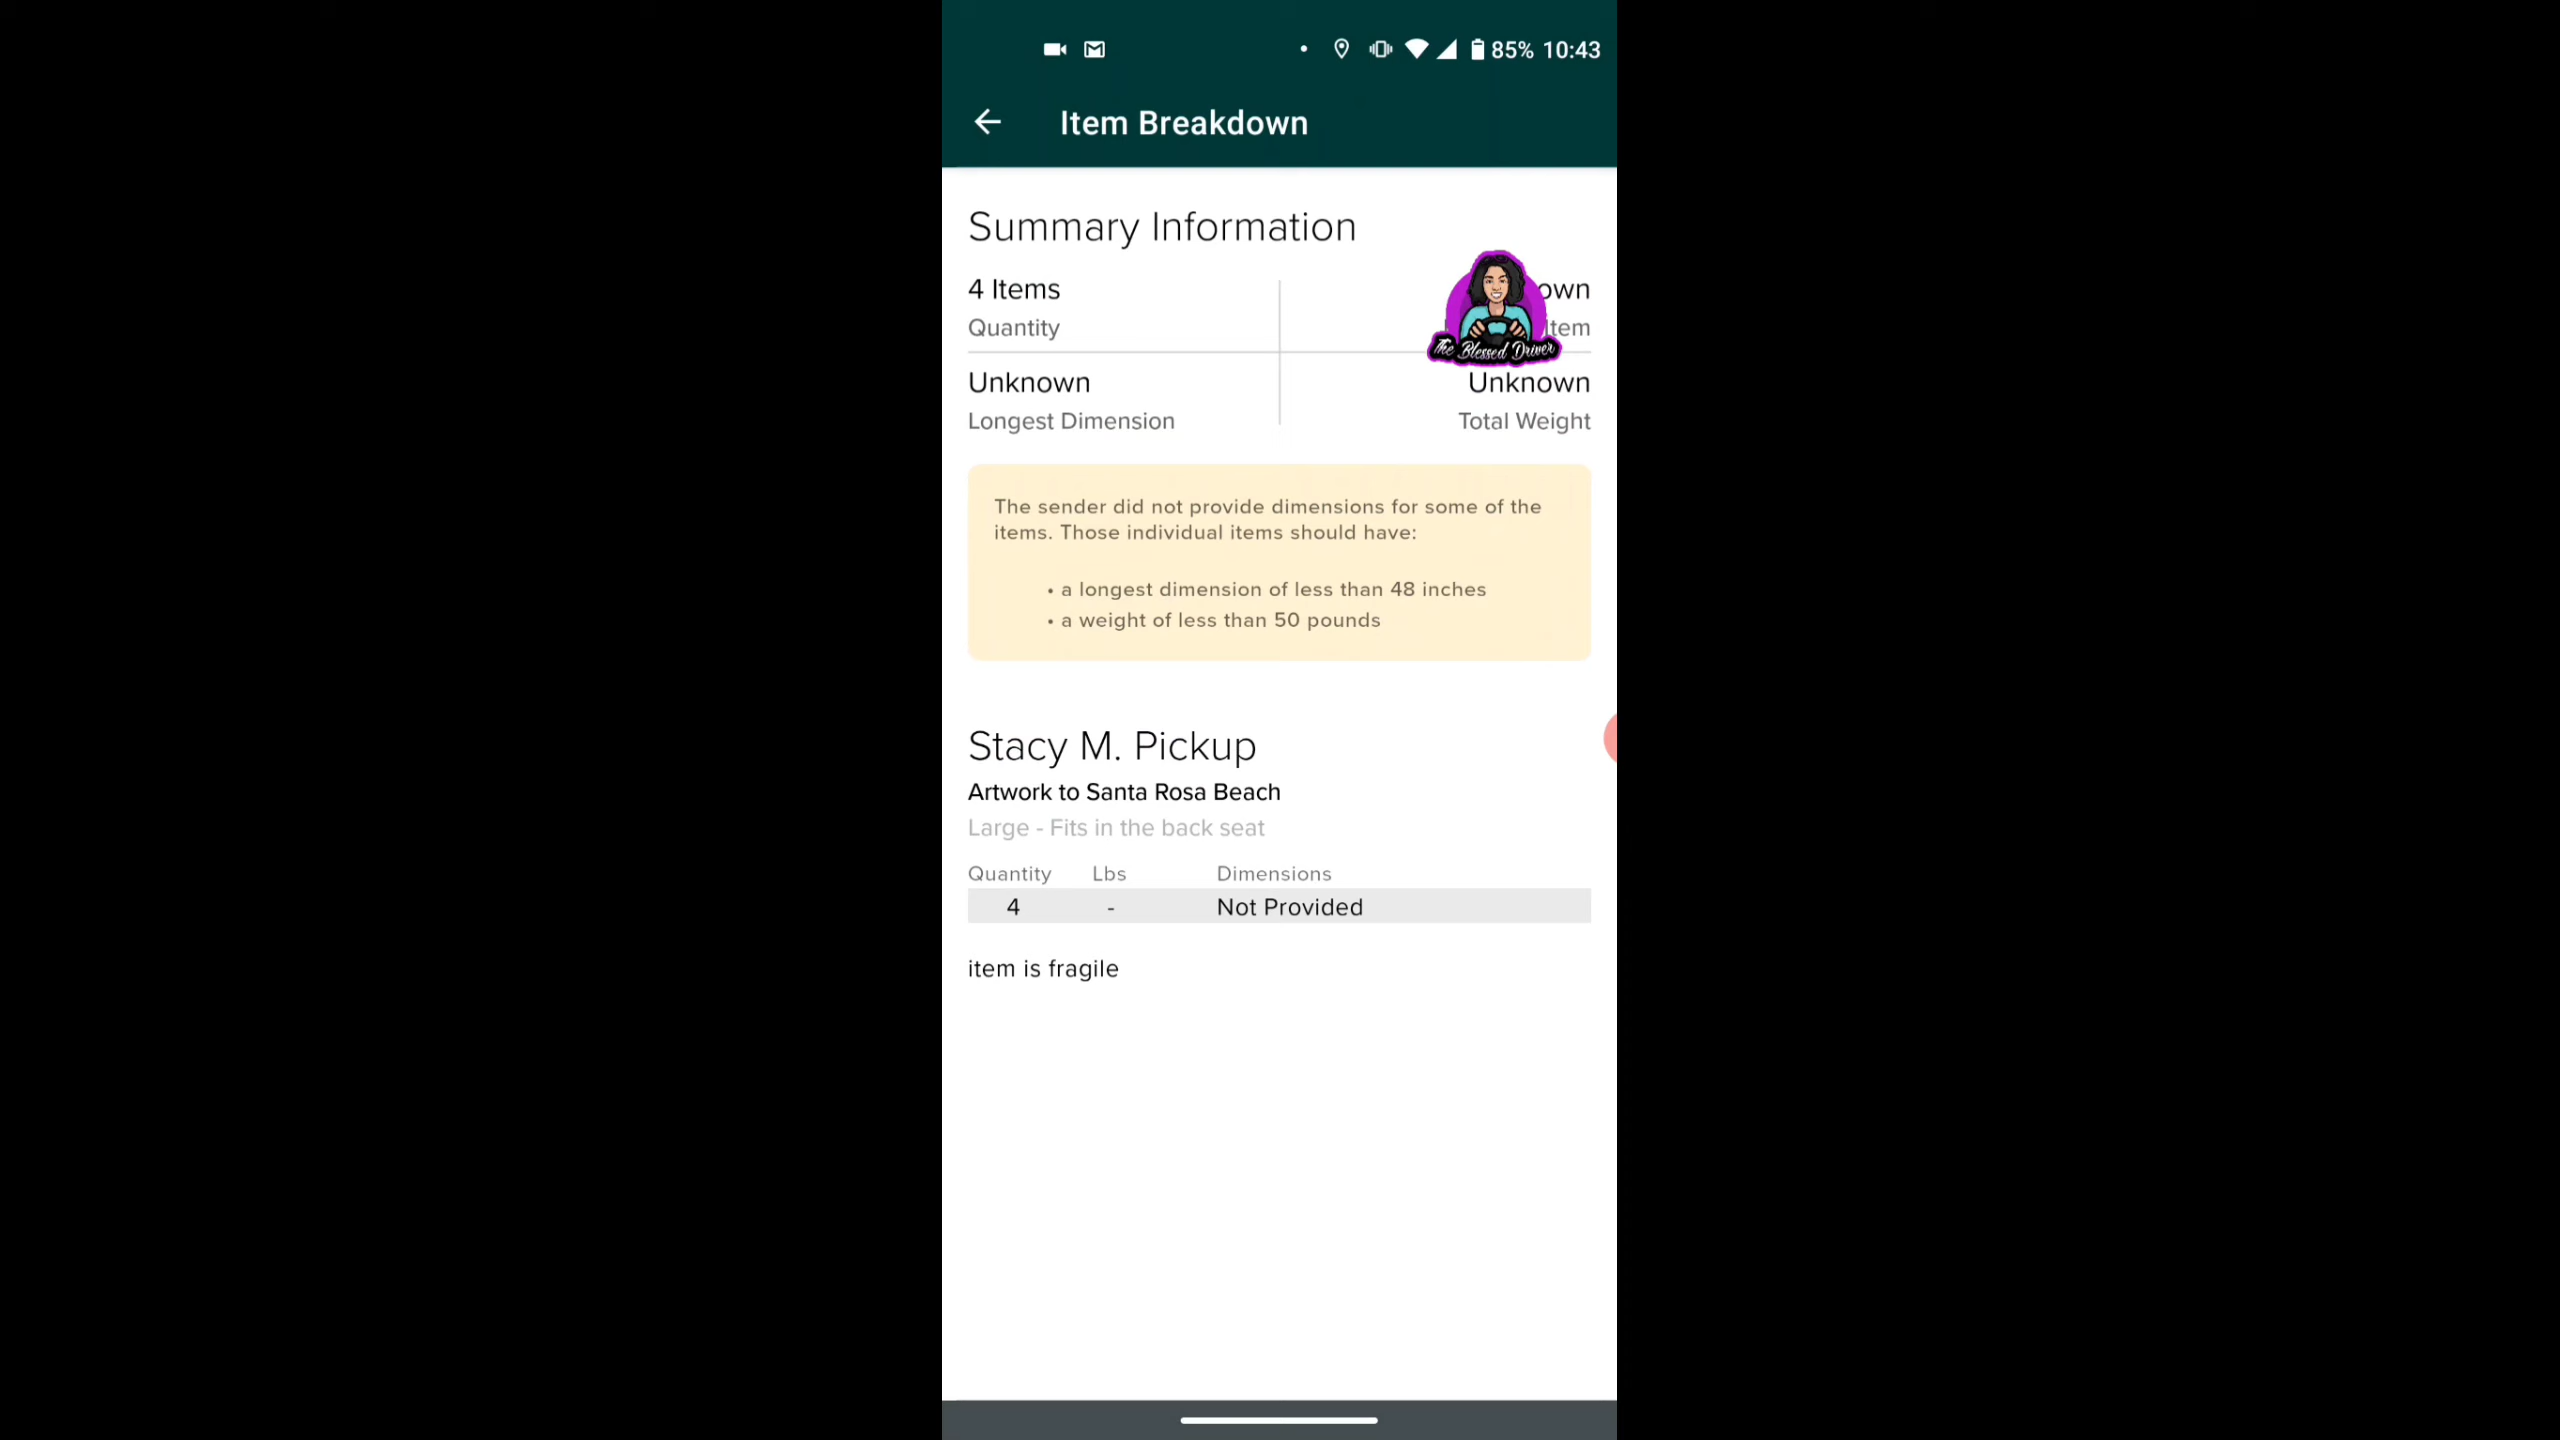 85% 10:43
Item Breakdown
Summary Information
4 Items
Quantity
The Blessed Driver
Unknown
Longest Dimension
Unknown
Total Weight
The sender did not provide dimensions for some of the
items. Those individual items should have:
• a longest dimension of less than 48 inches
• a weight of less than 50 pounds
Stacy M. Pickup
Artwork to Santa Rosa Beach
Large - Fits in the back seat
Quantity Lbs Dimensions
4 - Not Provided
item is fragile